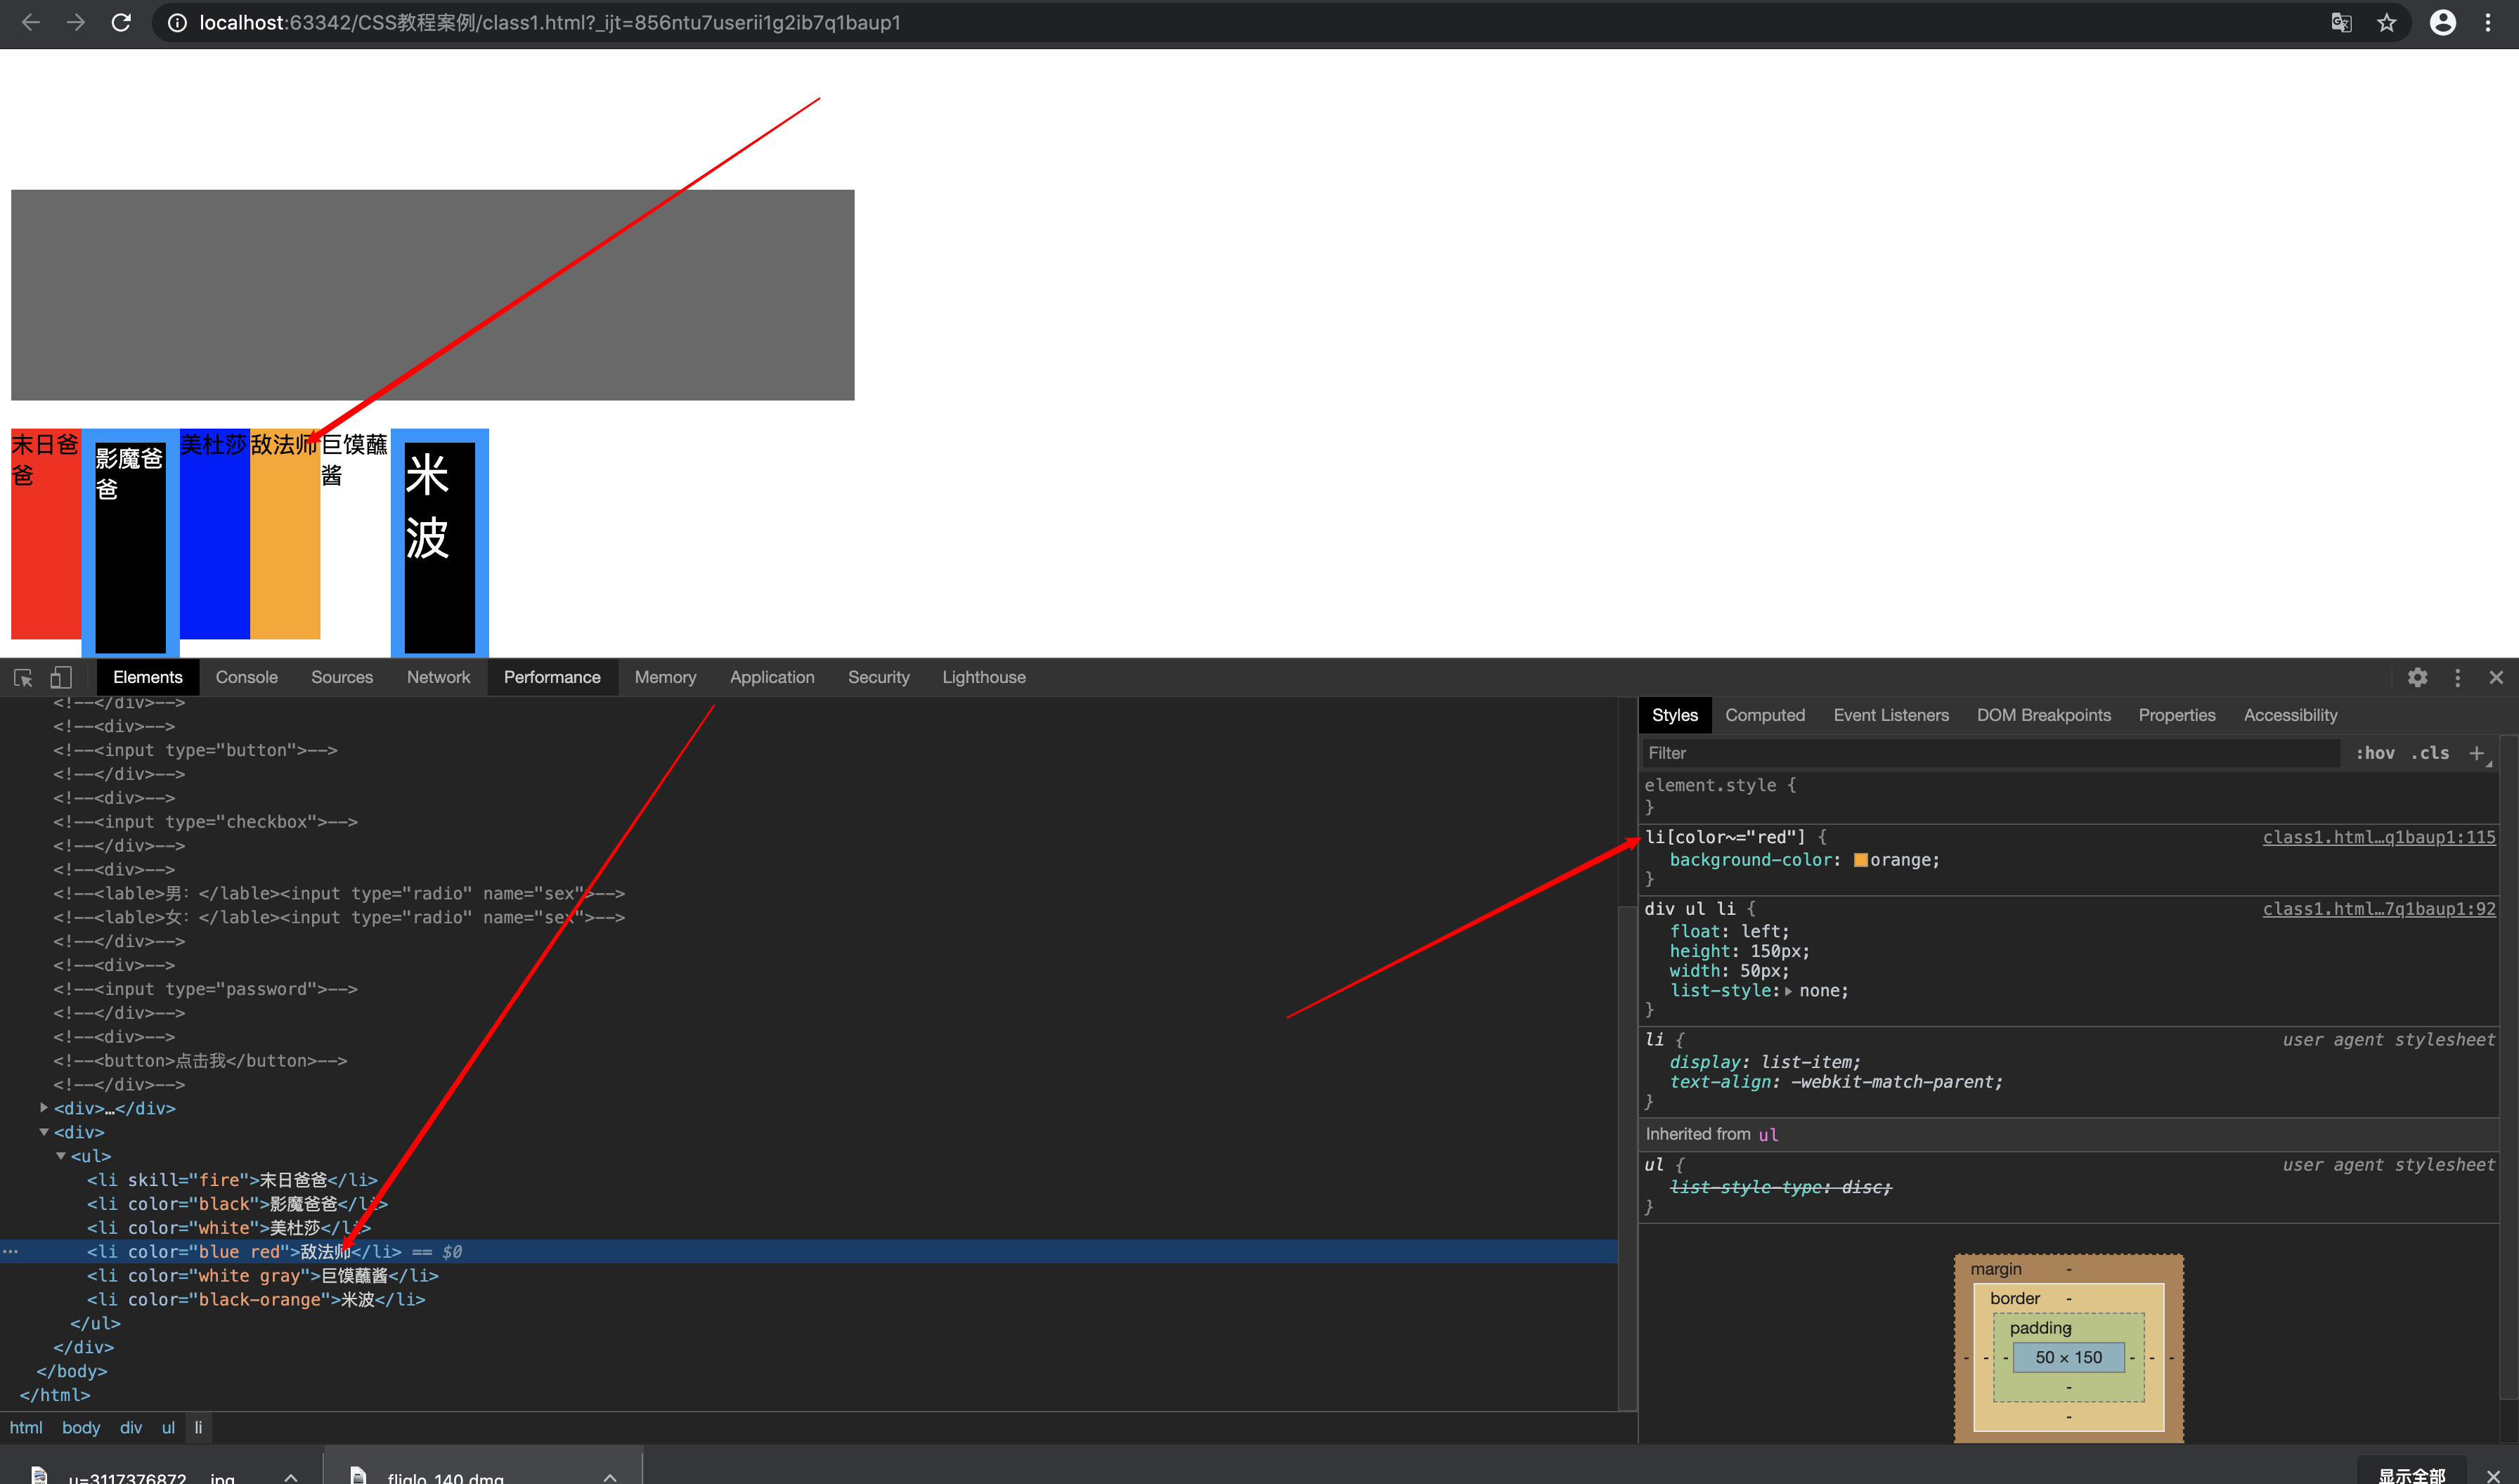 localhost:63342/CSS教程案例/class1.html?_ijt=856ntu7userii1g2ib7q1baup1
末日爸爸
影魔爸爸
美杜莎
敌法师
巨馍蘸酱
米波
Elements Console Sources Network Performance Memory Application Security Lighthouse
<!--</div>-->
<!--<div>-->
<!--<input type="button">-->
<!--</div>-->
<!--<div>-->
<!--<input type="checkbox">-->
<!--</div>-->
<!--<div>-->
<!--<lable>男: </lable><input type="radio" name="sex">-->
<!--<lable>女: </lable><input type="radio" name="sex">-->
<!--</div>-->
<!--<div>-->
<!--<input type="password">-->
<!--</div>-->
<!--<div>-->
<!--<button>点击我</button>-->
<!--</div>-->
<div>…</div>
<div>
<ul>
<li skill="fire">末日爸爸</li>
<li color="black">影魔爸爸</li>
<li color="white">美杜莎</li>
<li color="blue red">敌法师</li> == $0
<li color="white gray">巨馍蘸酱</li>
<li color="black-orange">米波</li>
</ul>
</div>
</body>
</html>
html body div ul li
Styles Computed Event Listeners DOM Breakpoints Properties Accessibility
Filter :hov .cls +
element.style {
}
li[color~="red"] { class1.html…q1baup1:115
background-color: orange;
}
div ul li { class1.html…7q1baup1:92
float: left;
height: 150px;
width: 50px;
list-style: none;
}
li { user agent stylesheet
display: list-item;
text-align: -webkit-match-parent;
}
Inherited from ul
ul { user agent stylesheet
list-style-type: disc;
}
margin -
border -
padding -
- - - 50 × 150 - - -
-
-
u=3117376872....jpg
fliqlo_140.dmg
显示全部